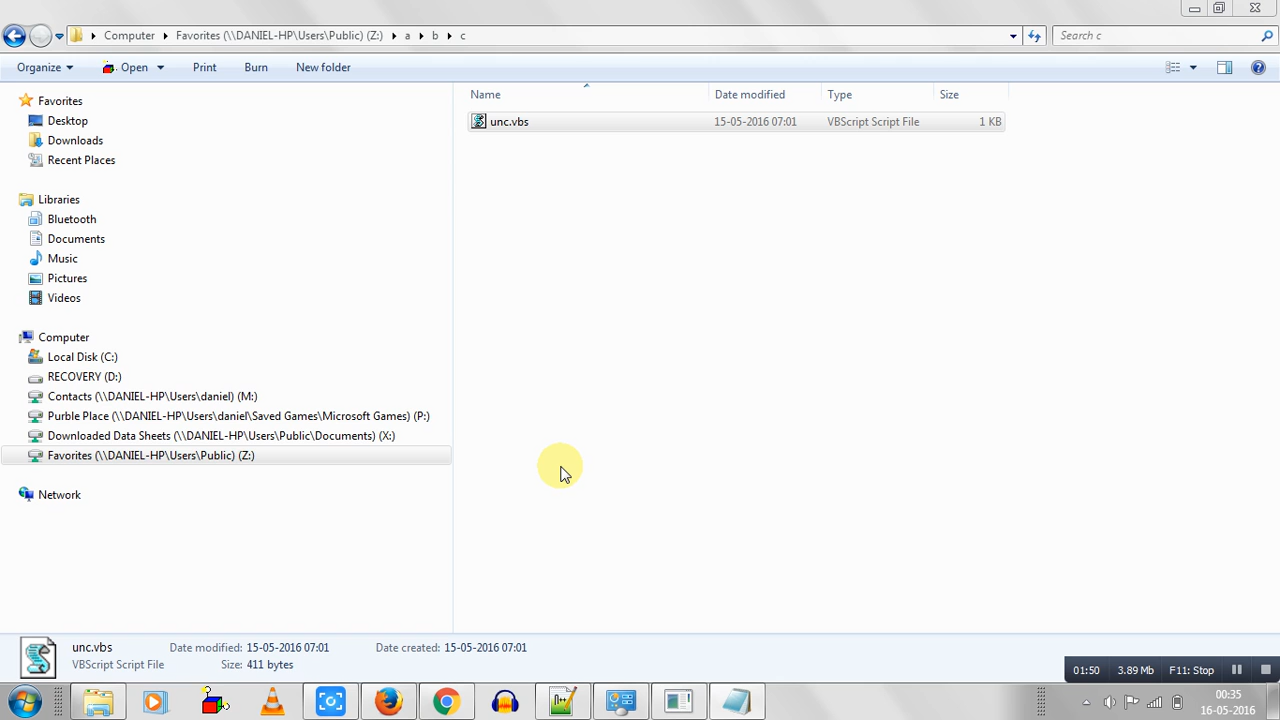 Computer Favorites (\\DANIEL-HP\Users\Public) (Z:) a b c Search c
Organize Open Print Burn New folder
Name Date modified Type Size
unc.vbs 15-05-2016 07:01 VBScript Script File 1 KB
Favorites
Desktop
Downloads
Recent Places
Libraries
Bluetooth
Documents
Music
Pictures
Videos
Computer
Local Disk (C:)
RECOVERY (D:)
Contacts (\\DANIEL-HP\Users\daniel) (M:)
Purble Place (\\DANIEL-HP\Users\daniel\Saved Games\Microsoft Games) (P:)
Downloaded Data Sheets (\\DANIEL-HP\Users\Public\Documents) (X:)
Favorites (\\DANIEL-HP\Users\Public) (Z:)
Network
unc.vbs Date modified: 15-05-2016 07:01 Date created: 15-05-2016 07:01
VBScript Script File Size: 411 bytes
01:50 3.89 Mb F11: Stop
00:35
16-05-2016